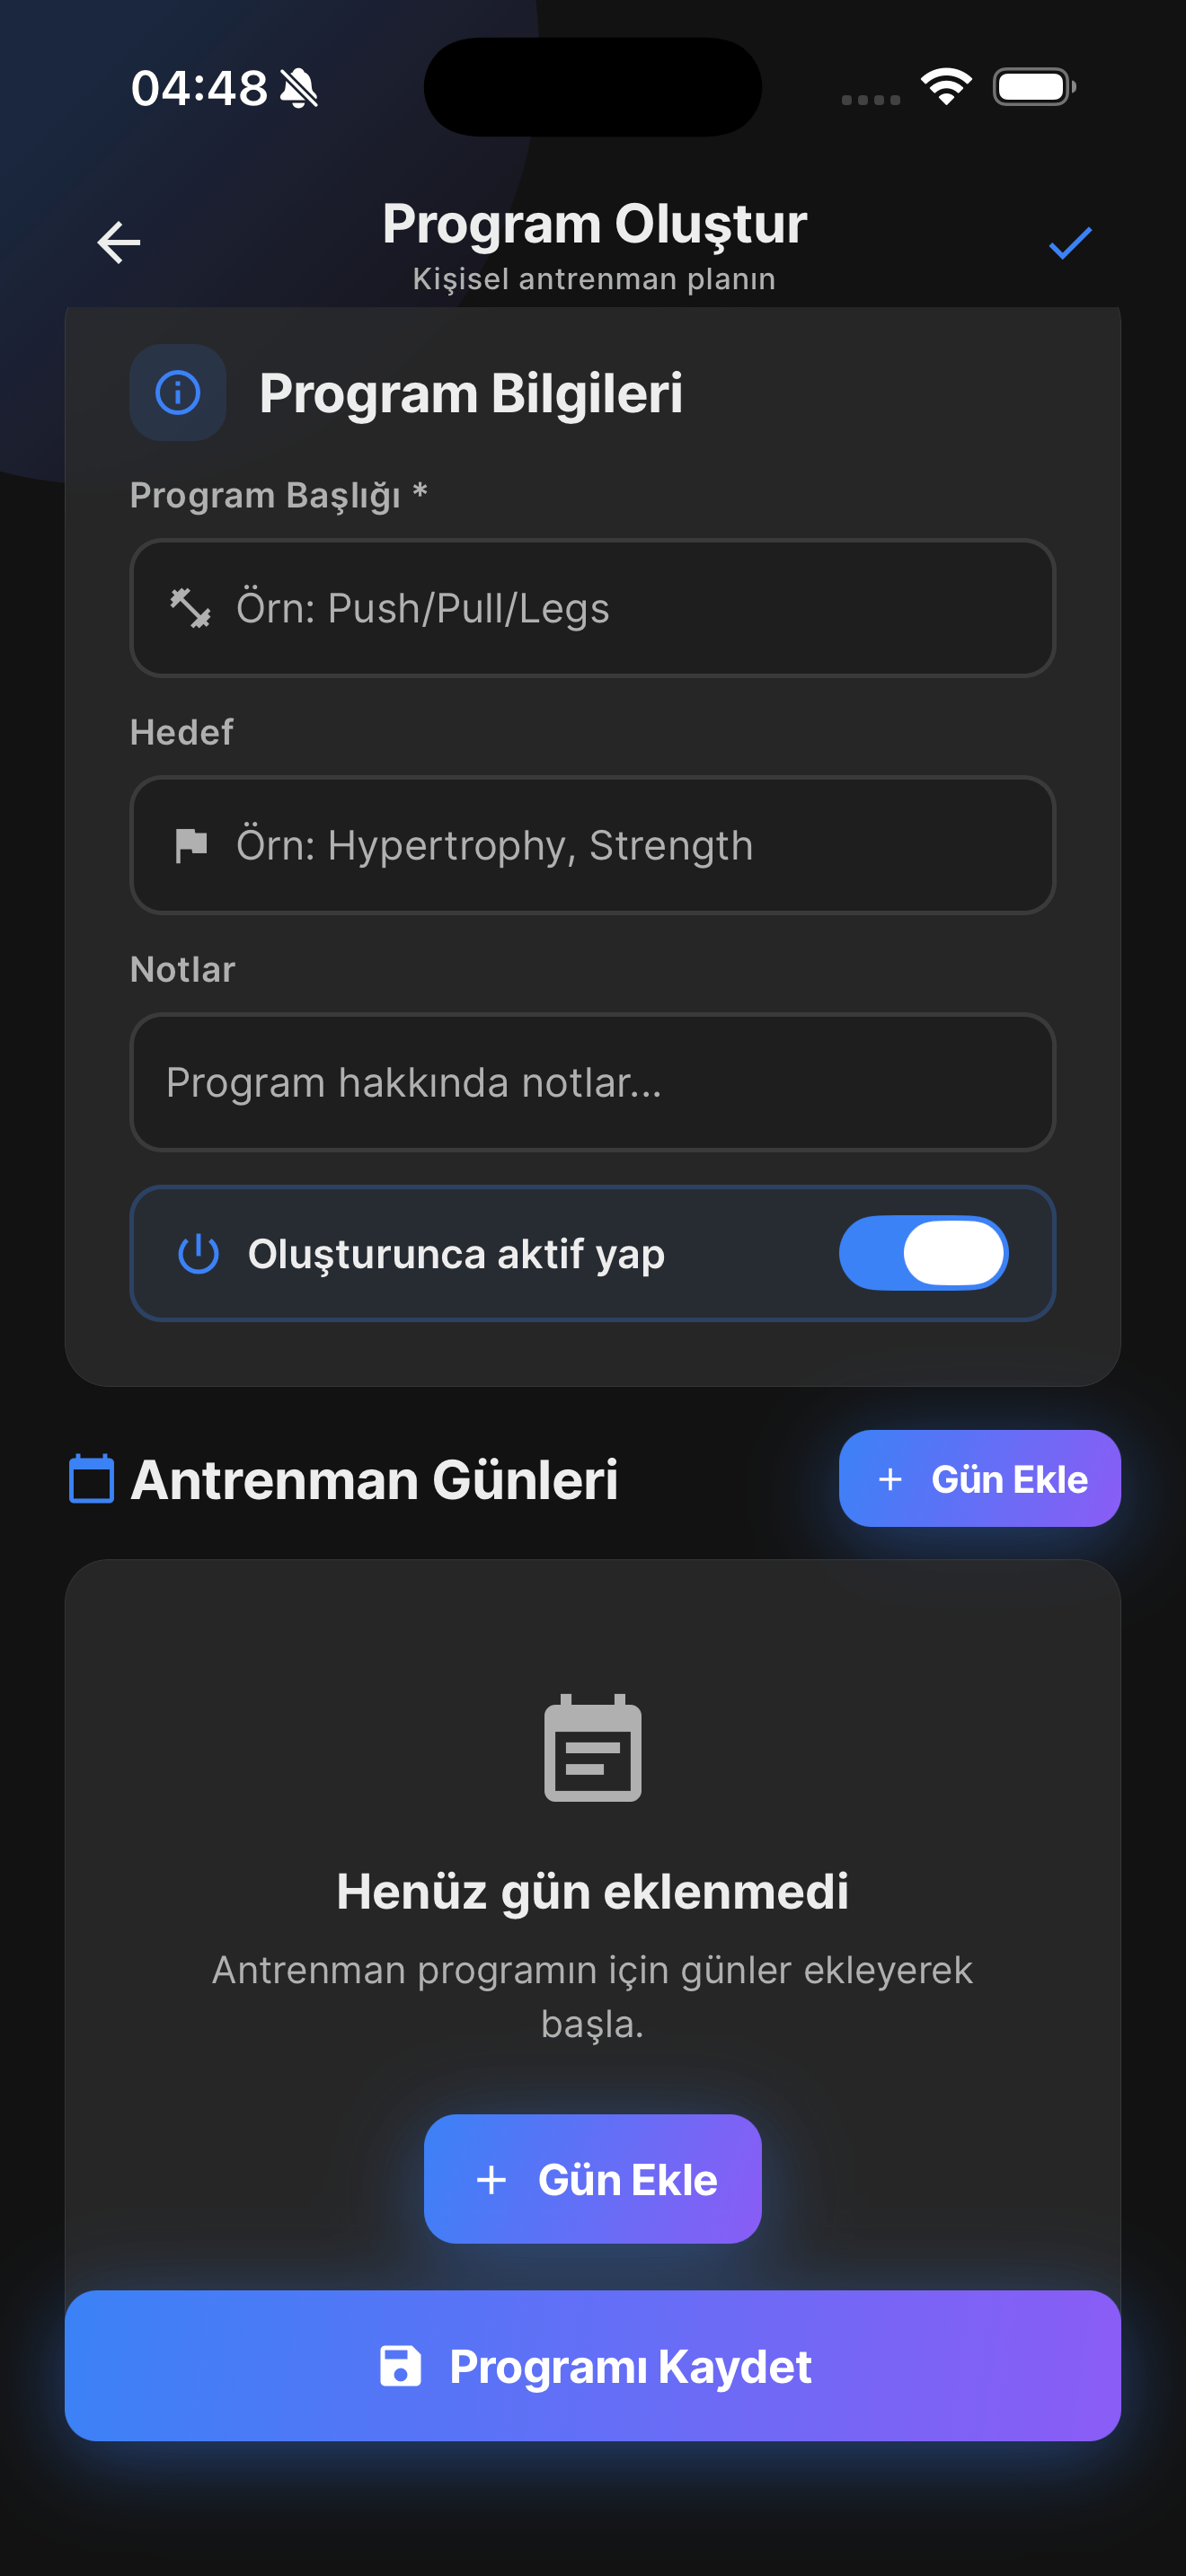 04:48
Program Oluştur
Kişisel antrenman planın
Program Bilgileri
Program Başlığı *
Örn: Push/Pull/Legs
Hedef
Örn: Hypertrophy, Strength
Notlar
Program hakkında notlar...
Oluşturunca aktif yap
Antrenman Günleri
+ Gün Ekle
Henüz gün eklenmedi
Antrenman programın için günler ekleyerek
başla.
+ Gün Ekle
Programı Kaydet